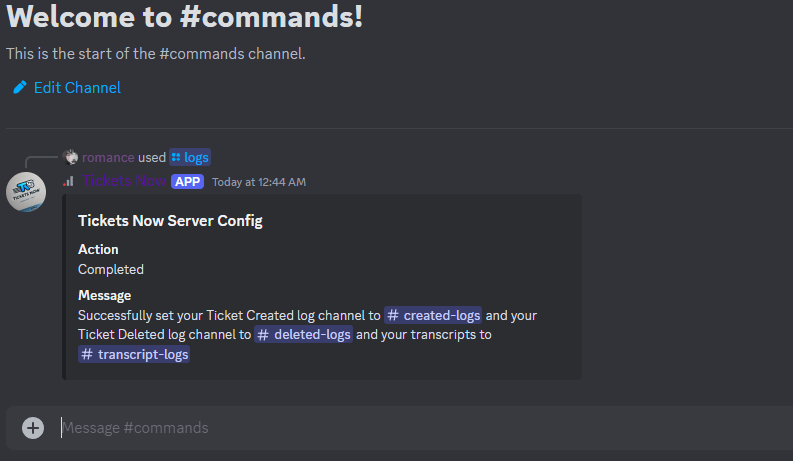 Welcome to #commands!
This is the start of the #commands channel.
Edit Channel
romance used logs
Tickets Now APP Today at 12:44 AM
TICKETS NOW
Tickets Now Server Config
Action
Completed
Message
Successfully set your Ticket Created log channel to # created-logs and your
Ticket Deleted log channel to # deleted-logs and your transcripts to
# transcript-logs
Message #commands